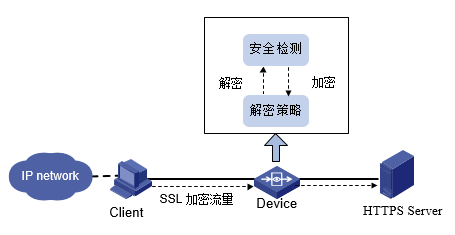 安全检测
解密
加密
解密策略
IP network
SSL 加密流量
Client
Device
HTTPS Server